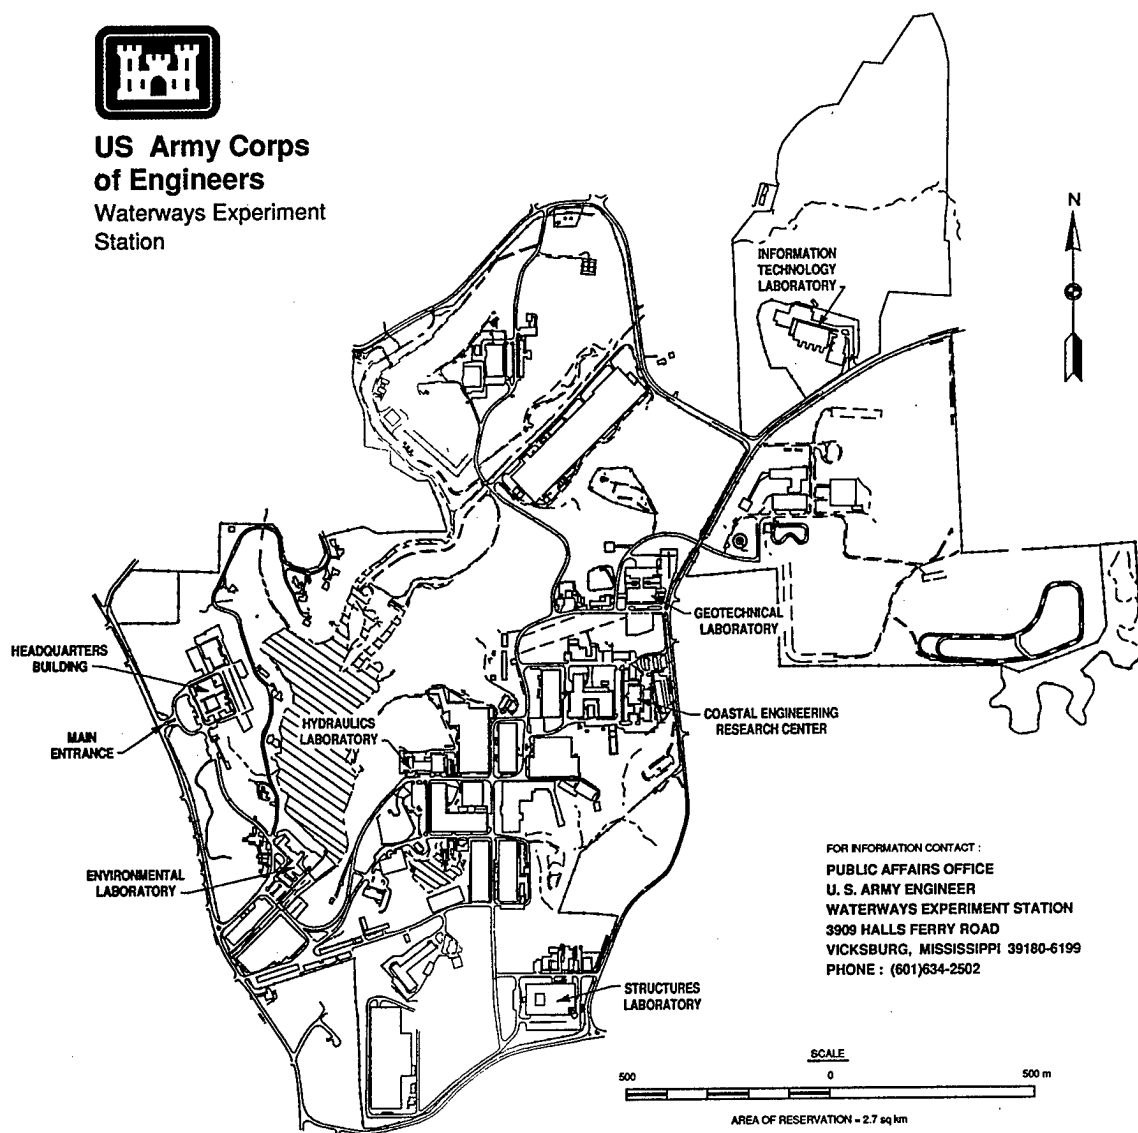 US Army Corps
of Engineers
Waterways Experiment
Station
N
INFORMATION
TECHNOLOGY
LABORATORY
GEOTECHNICAL
LABORATORY
HEADQUARTERS
BUILDING
HYDRAULICS
LABORATORY
COASTAL ENGINEERING
RESEARCH CENTER
MAIN
ENTRANCE
ENVIRONMENTAL
LABORATORY
FOR INFORMATION CONTACT :
PUBLIC AFFAIRS OFFICE
U. S. ARMY ENGINEER
WATERWAYS EXPERIMENT STATION
3909 HALLS FERRY ROAD
VICKSBURG, MISSISSIPPI 39180-6199
PHONE : (601)634-2502
STRUCTURES
LABORATORY
SCALE
500 0 500 m
AREA OF RESERVATION = 2.7 sq km